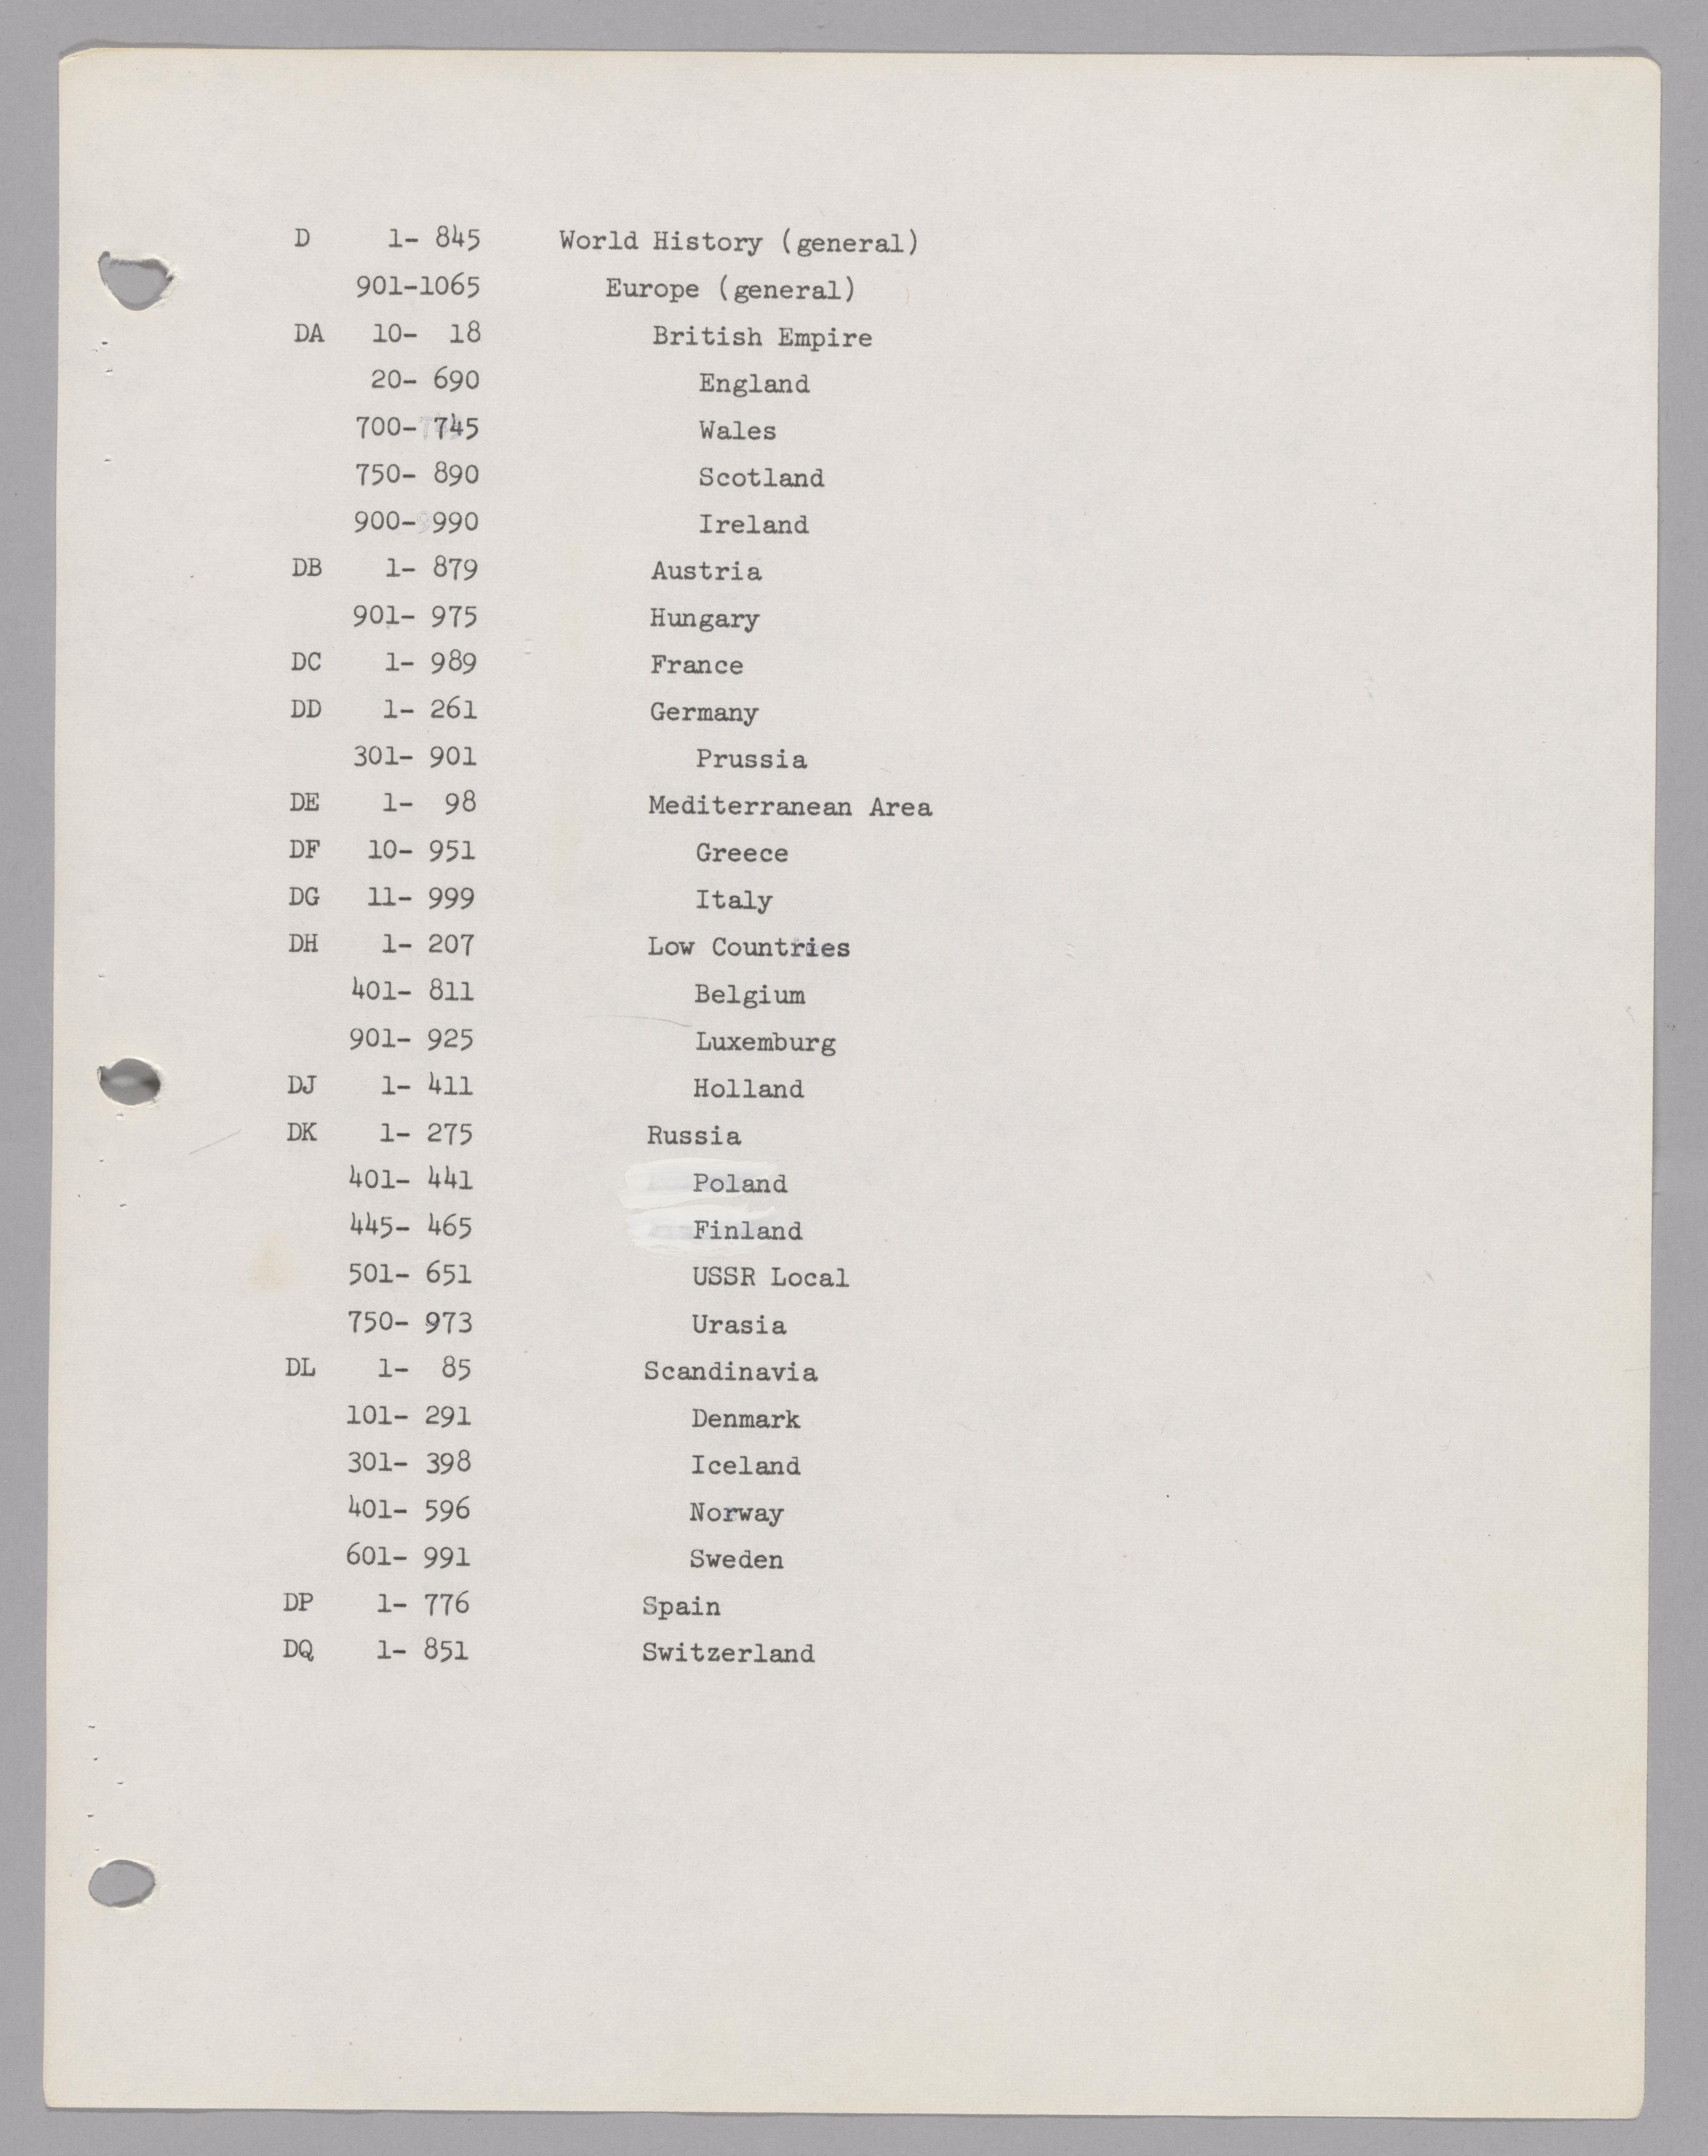 D 1- 845 World History (general)
901-1065 Europe (general)
DA 10- 18 British Empire
20- 690 England
700- 745 Wales
750- 890 Scotland
900- 990 Ireland
DB 1- 879 Austria
901- 975 Hungary
DC 1- 989 France
DD 1- 261 Germany
301- 901 Prussia
DE 1- 98 Mediterranean Area
DF 10- 951 Greece
DG 11- 999 Italy
DH 1- 207 Low Countries
401- 811 Belgium
901- 925 Luxemburg
DJ 1- 411 Holland
DK 1- 275 Russia
401- 441 Poland
445- 465 Finland
501- 651 USSR Local
750- 973 Urasia
DL 1- 85 Scandinavia
101- 291 Denmark
301- 398 Iceland
401- 596 Norway
601- 991 Sweden
DP 1- 776 Spain
DQ 1- 851 Switzerland